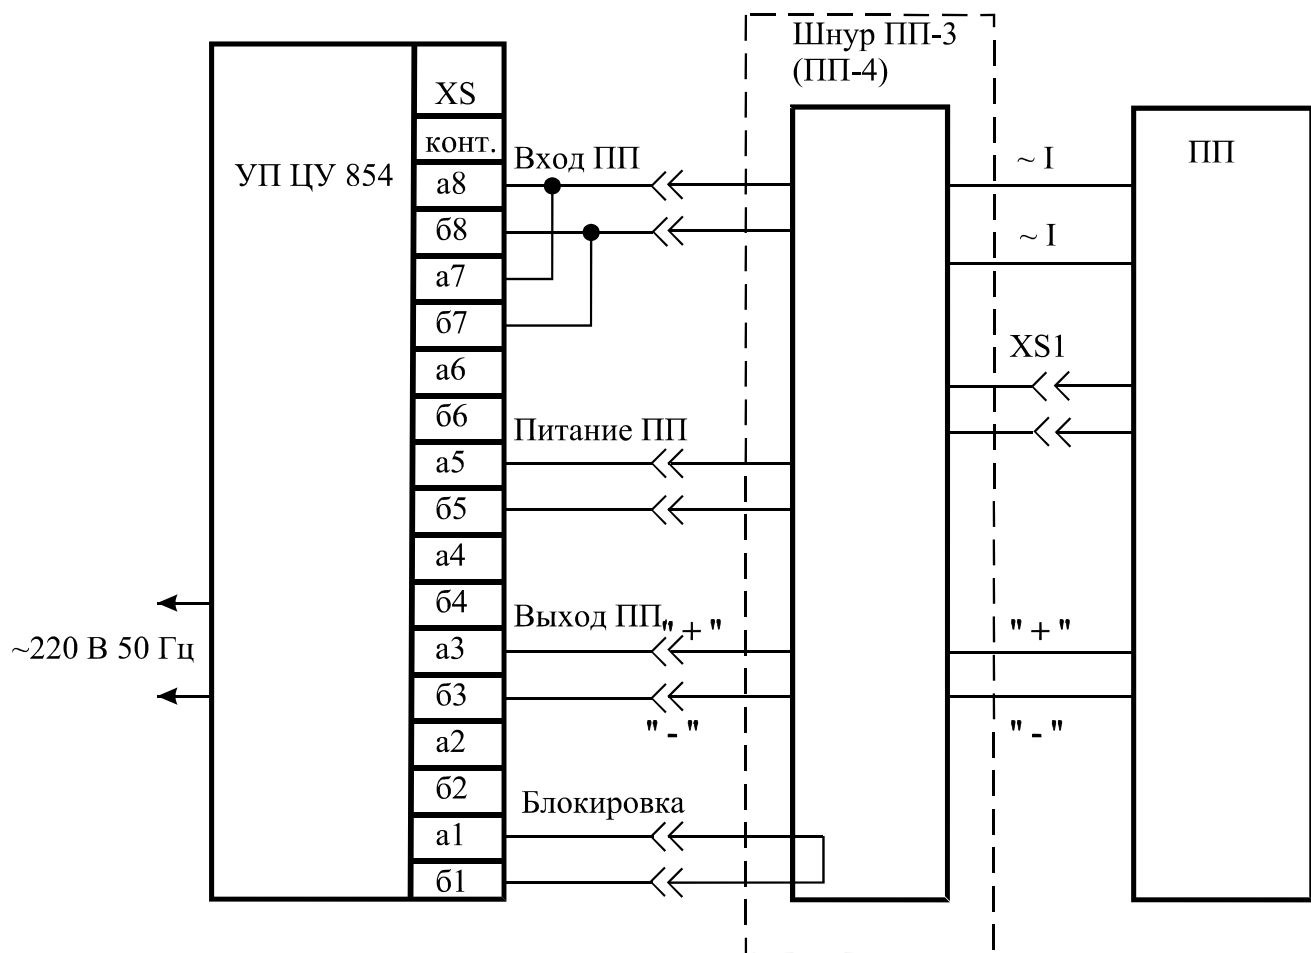 Шнур ПП-3
(ПП-4)
XS
конт.
УП ЦУ 854
Вход ПП
~ I
ПП
а8
б8
~ I
а7
б7
XS1
а6
б6
Питание ПП
а5
б5
а4
б4
Выход ПП
" + "
" + "
~220 В 50 Гц
а3
б3
" - "
" - "
а2
б2
Блокировка
а1
б1